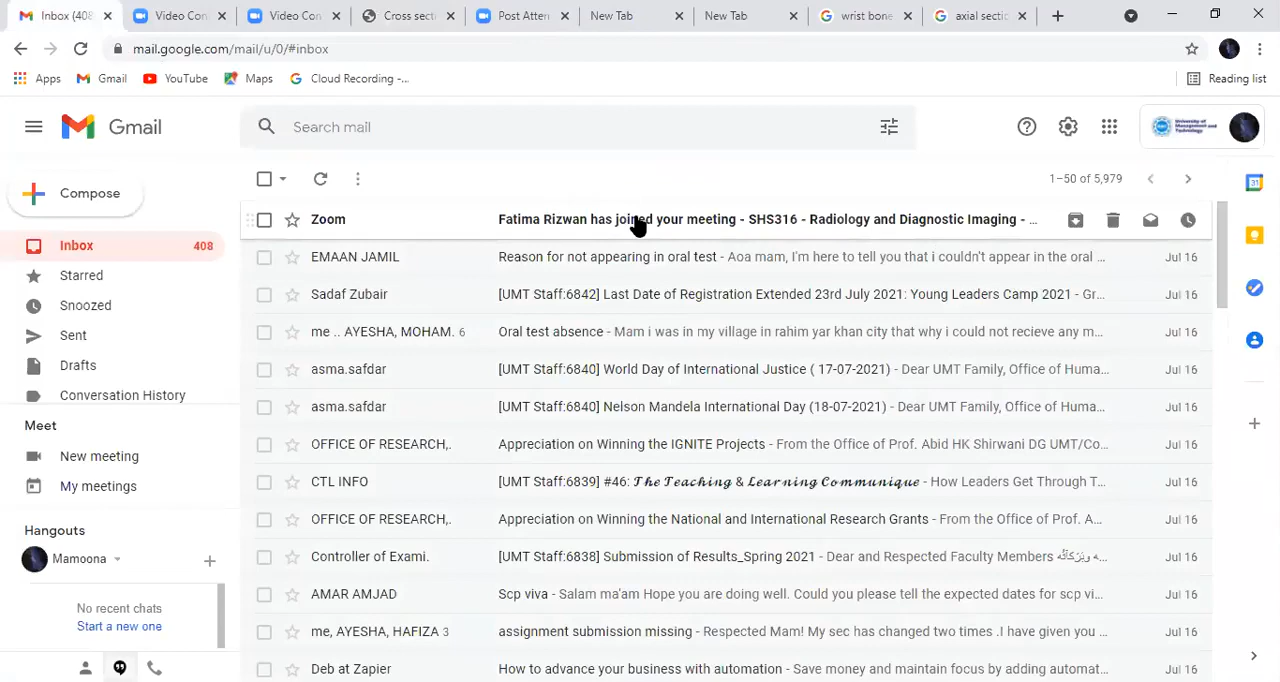 Inbox (408
Video Con
Video Con
Cross secti
Post Atten
New Tab
New Tab
wrist bone
axial sectio
mail.google.com/mail/u/0/#inbox
Apps
Gmail
YouTube
Maps
Cloud Recording -...
Reading list
Gmail
Search mail
University of
Management and
Technology
Compose
1–50 of 5,979
Inbox 408
Starred
Snoozed
Sent
Drafts
Conversation History
Meet
New meeting
My meetings
Hangouts
Mamoona
No recent chats
Start a new one
Zoom Fatima Rizwan has joined your meeting - SHS316 - Radiology and Diagnostic Imaging - ...
EMAAN JAMIL Reason for not appearing in oral test - Aoa mam, I'm here to tell you that i couldn't appear in the oral ... Jul 16
Sadaf Zubair [UMT Staff:6842] Last Date of Registration Extended 23rd July 2021: Young Leaders Camp 2021 - Gr... Jul 16
me .. AYESHA, MOHAM. 6 Oral test absence - Mam i was in my village in rahim yar khan city that why i could not recieve any m... Jul 16
asma.safdar [UMT Staff:6840] World Day of International Justice ( 17-07-2021) - Dear UMT Family, Office of Huma... Jul 16
asma.safdar [UMT Staff:6840] Nelson Mandela International Day (18-07-2021) - Dear UMT Family, Office of Huma... Jul 16
OFFICE OF RESEARCH,. Appreciation on Winning the IGNITE Projects - From the Office of Prof. Abid HK Shirwani DG UMT/Co... Jul 16
CTL INFO [UMT Staff:6839] #46: 𝓣𝓱𝓮 𝓣𝓮𝓪𝓬𝓱𝓲𝓷𝓰 & 𝓛𝓮𝓪𝓻𝓷𝓲𝓷𝓰 𝓒𝓸𝓶𝓶𝓾𝓷𝓲𝓺𝓾𝓮 - How Leaders Get Through T... Jul 16
OFFICE OF RESEARCH,. Appreciation on Winning the National and International Research Grants - From the Office of Prof. A... Jul 16
Controller of Exami. [UMT Staff:6838] Submission of Results_Spring 2021 - Dear and Respected Faculty Members Jul 16
AMAR AMJAD Scp viva - Salam ma'am Hope you are doing well. Could you please tell the expected dates for scp vi... Jul 16
me, AYESHA, HAFIZA 3 assignment submission missing - Respected Mam! My sec has changed two times .I have given you ... Jul 16
Deb at Zapier How to advance your business with automation - Save money and maintain focus by adding automat... Jul 16